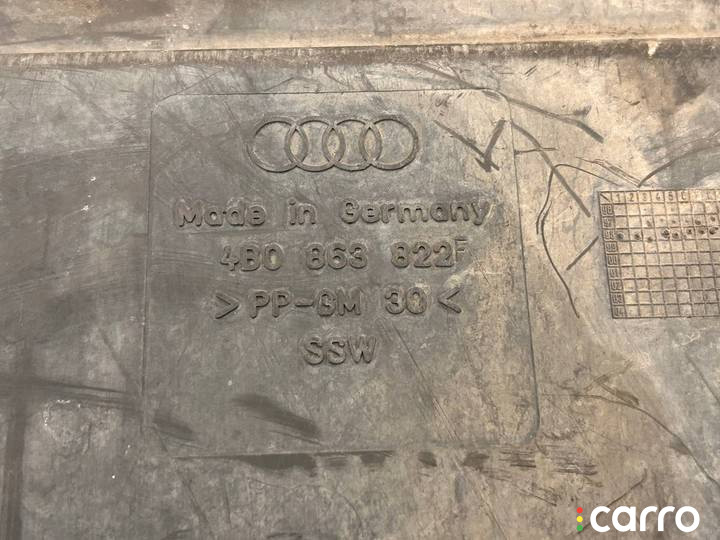 Made in Germany
4B0 863 822F
>PP-GM 30<
SSW
carro